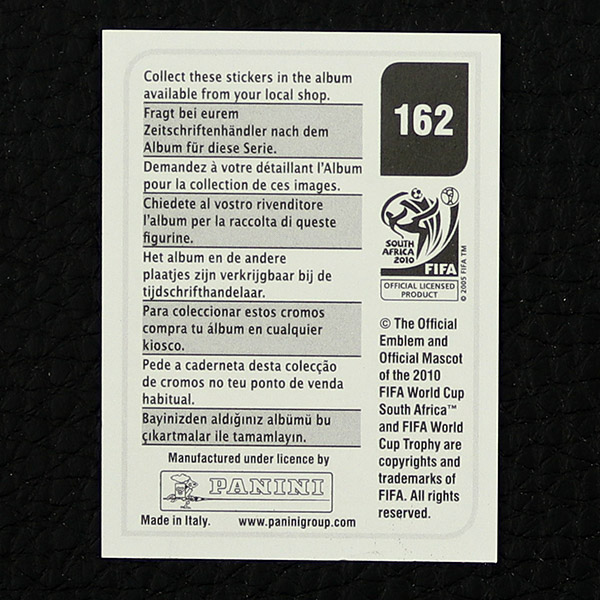 Collect these stickers in the album
available from your local shop.
Fragt bei eurem
Zeitschriftenhändler nach dem
Album für diese Serie.
Demandez à votre détaillant l'Album
pour la collection de ces images.
Chiedete al vostro rivenditore
l'album per la raccolta di queste
figurine.
Het album en de andere
plaatjes zijn verkrijgbaar bij de
tijdschrifthandelaar.
Para coleccionar estos cromos
compra tu álbum en cualquier
kiosco.
Pede a caderneta desta colecção
de cromos no teu ponto de venda
habitual.
Bayinizden aldığınız albümü bu
çıkartmalar ile tamamlayın.
Manufactured under licence by
PANINI
Made in Italy. www.paninigroup.com
162
SOUTH
AFRICA
2010
FIFA
OFFICIAL LICENSED
PRODUCT
© 2005 FIFA TM
© The Official
Emblem and
Official Mascot
of the 2010
FIFA World Cup
South Africa™
and FIFA World
Cup Trophy are
copyrights and
trademarks of
FIFA. All rights
reserved.